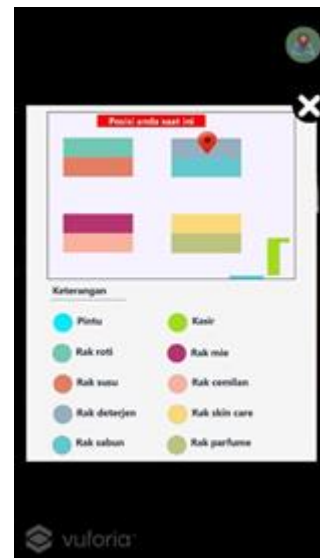 Posisi anda saat ini
Keterangan
Pintu
Kasir
Rak roti
Rak mie
Rak susu
Rak cemilan
Rak deterjen
Rak skin care
Rak sabun
Rak parfume
vuforia